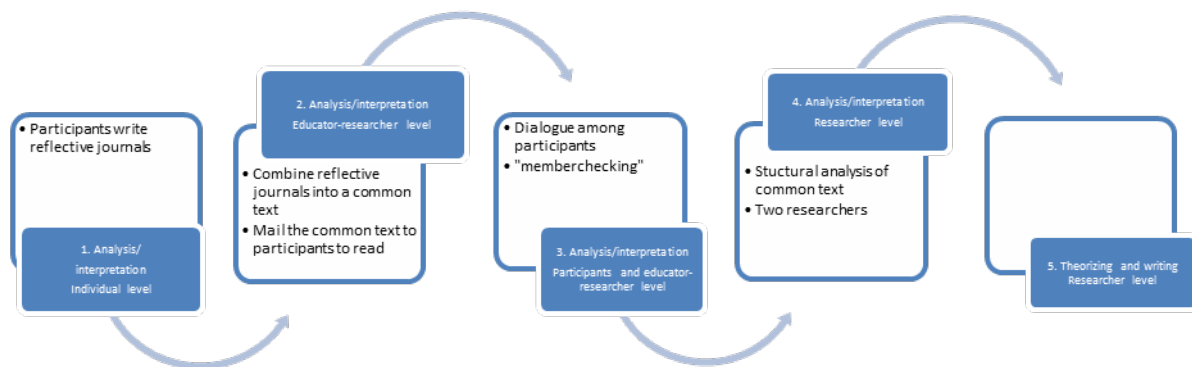 • Participants write
reflective journals
1. Analysis/
interpretation
Individual level
2. Analysis/interpretation
Educator-researcher level
• Combine reflective
journals into a common
text
• Mail the common text to
participants to read
• Dialogue among
participants
• "memberchecking"
3. Analysis/interpretation
Participants and educator-
researcher level
4. Analysis/interpretation
Researcher level
• Stuctural analysis of
common text
• Two researchers
5. Theorizing and writing
Researcher level